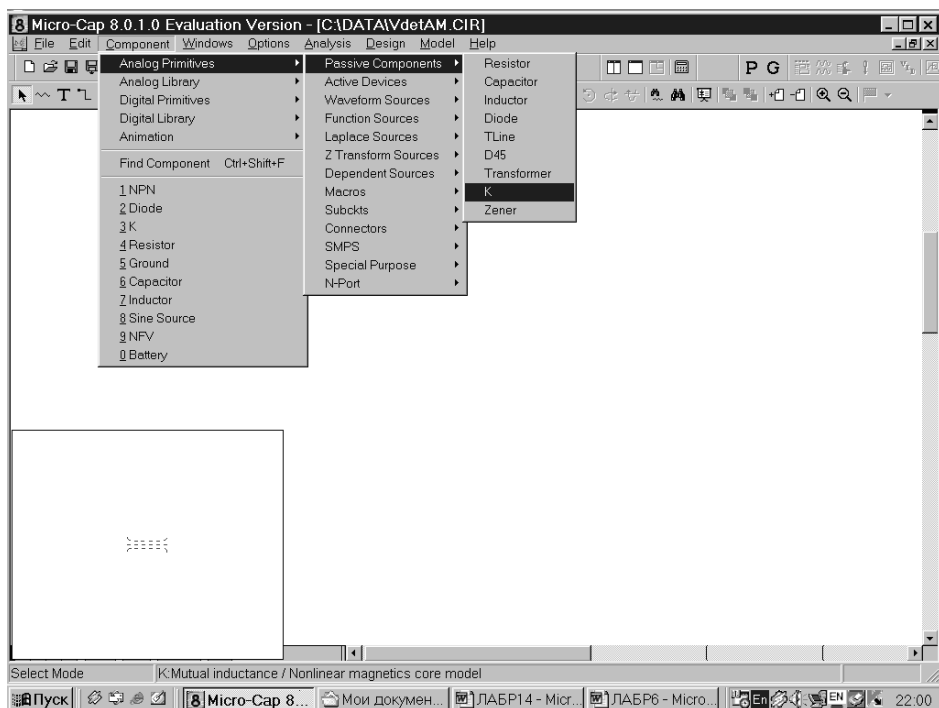 8 Micro-Cap 8.0.1.0 Evaluation Version - [C:\DATA\VdetAM.CIR]
File Edit Component Windows Options Analysis Design Model Help
P G
T
Analog Primitives
Analog Library
Digital Primitives
Digital Library
Animation
Find Component Ctrl+Shift+F
1 NPN
2 Diode
3 K
4 Resistor
5 Ground
6 Capacitor
7 Inductor
8 Sine Source
9 NFV
0 Battery
Passive Components
Active Devices
Waveform Sources
Function Sources
Laplace Sources
Z Transform Sources
Dependent Sources
Macros
Subckts
Connectors
SMPS
Special Purpose
N-Port
Resistor
Capacitor
Inductor
Diode
TLine
D45
Transformer
K
Zener
Select Mode K:Mutual inductance / Nonlinear magnetics core model
Пуск 8 Micro-Cap 8... Мои докумен... ЛАБР14 - Micr... ЛАБР6 - Micro... En EN 22:00